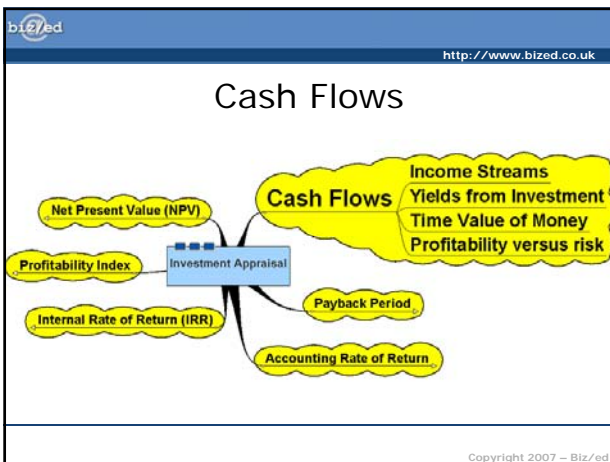 biz/ed
http://www.bized.co.uk
Cash Flows
Cash Flows
Income Streams
Yields from Investment
Time Value of Money
Profitability versus risk
Net Present Value (NPV)
Profitability Index
Investment Appraisal
Internal Rate of Return (IRR)
Payback Period
Accounting Rate of Return
Copyright 2007 – Biz/ed